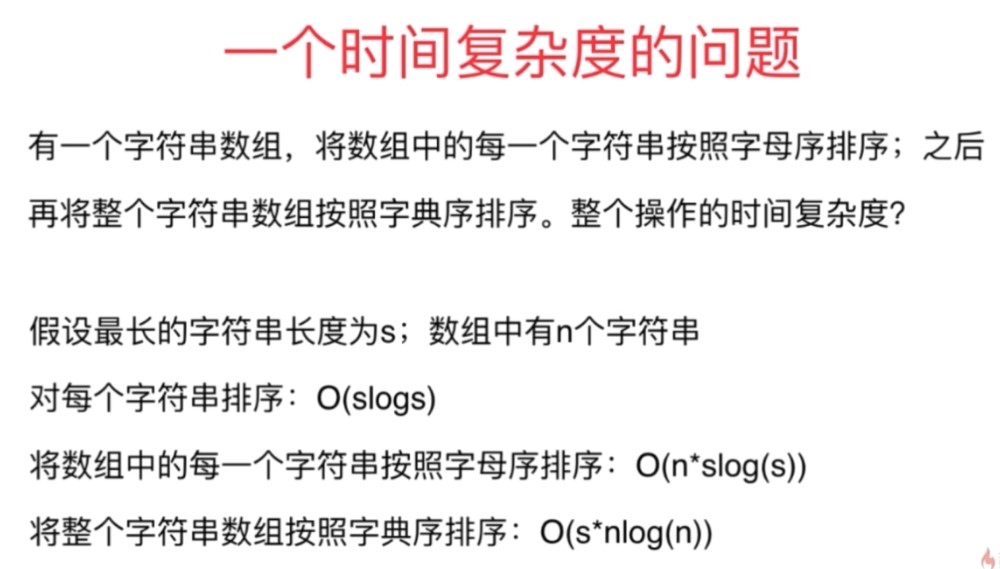 一个时间复杂度的问题
有一个字符串数组，将数组中的每一个字符串按照字母序排序；之后
再将整个字符串数组按照字典序排序。整个操作的时间复杂度？
假设最长的字符串长度为s；数组中有n个字符串
对每个字符串排序：O(slogs)
将数组中的每一个字符串按照字母序排序：O(n*slog(s))
将整个字符串数组按照字典序排序：O(s*nlog(n))